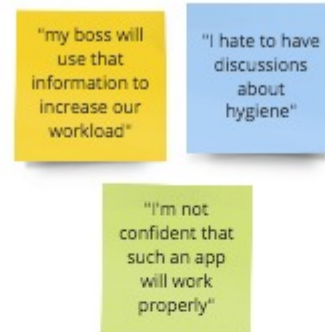 "my boss will
use that
information to
increase our
workload"
"I hate to have
discussions
about
hygiene"
"I'm not
confident that
such an app
will work
properly"